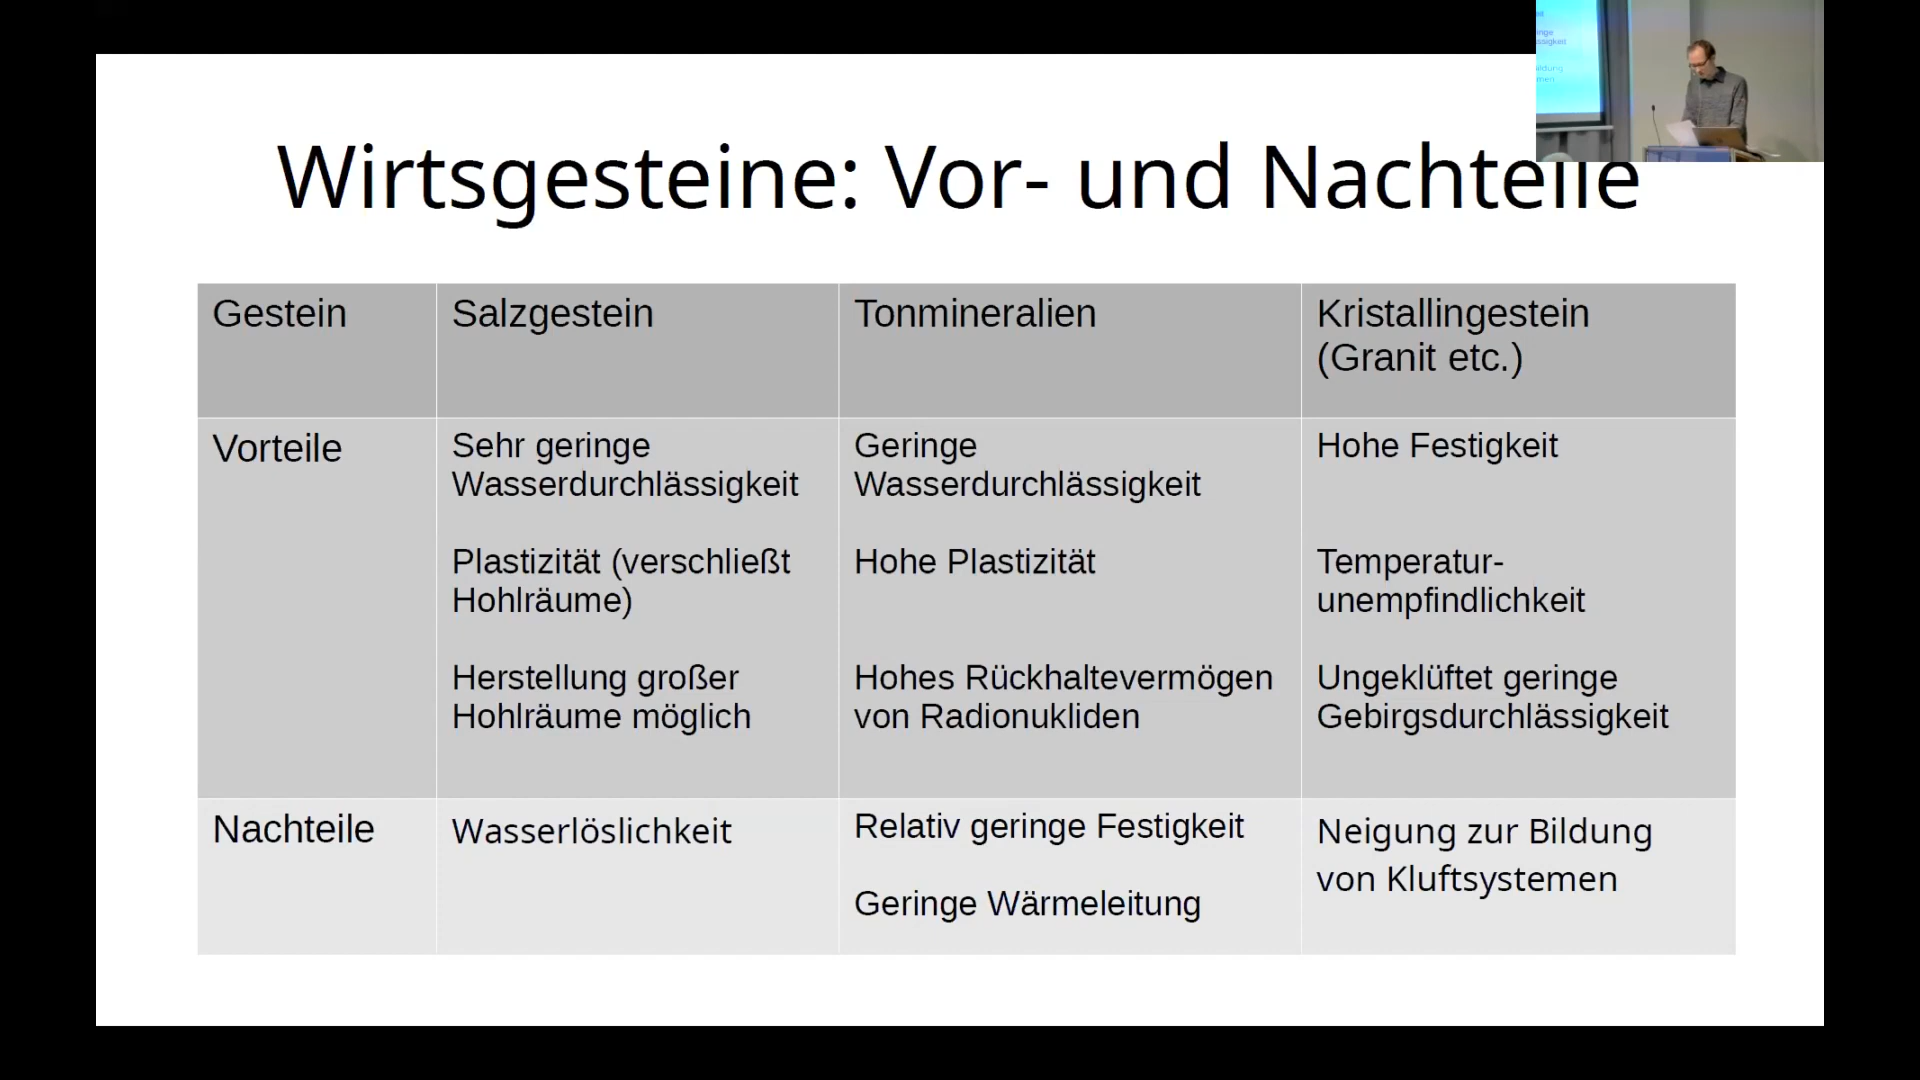 Wirtsgesteine: Vor- und Nachteile
Gestein
Salzgestein
Tonmineralien
Kristallingestein
(Granit etc.)
Vorteile
Sehr geringe
Wasserdurchlässigkeit
Plastizität (verschließt
Hohlräume)
Herstellung großer
Hohlräume möglich
Geringe
Wasserdurchlässigkeit
Hohe Plastizität
Hohes Rückhaltevermögen
von Radionukliden
Hohe Festigkeit
Temperatur-
unempfindlichkeit
Ungeklüftet geringe
Gebirgsdurchlässigkeit
Nachteile
Wasserlöslichkeit
Relativ geringe Festigkeit
Geringe Wärmeleitung
Neigung zur Bildung
von Kluftsystemen